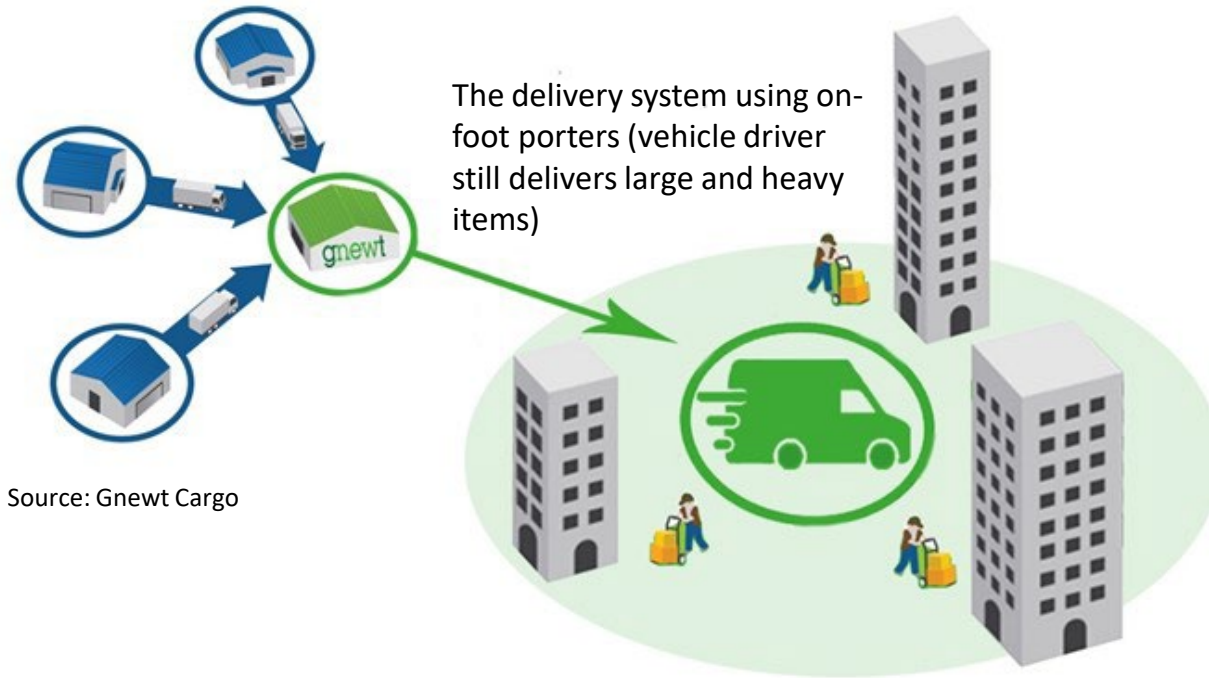 The delivery system using on-
foot porters (vehicle driver
still delivers large and heavy
items)
gnewt
Source: Gnewt Cargo